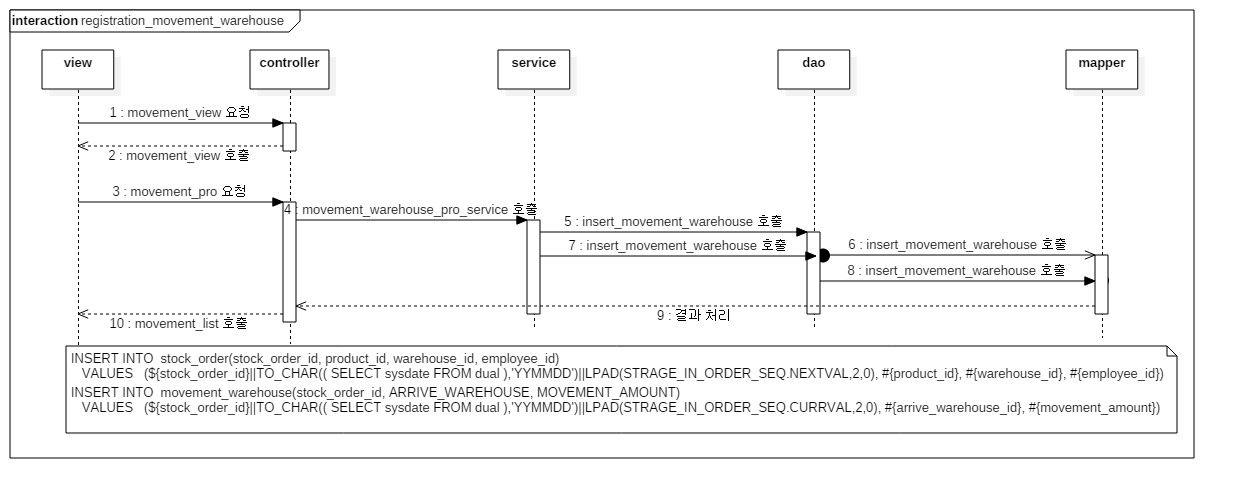 interaction registration_movement_warehouse
view
controller
service
dao
mapper
1 : movement_view 요청
2 : movement_view 호출
3 : movement_pro 요청
4 : movement_warehouse_pro_service 호출
5 : insert_movement_warehouse 호출
7 : insert_movement_warehouse 호출
6 : insert_movement_warehouse 호출
8 : insert_movement_warehouse 호출
9 : 결과 처리
10 : movement_list 호출
INSERT INTO  stock_order(stock_order_id, product_id, warehouse_id, employee_id)
VALUES   (${stock_order_id}||TO_CHAR(( SELECT sysdate FROM dual ),'YYMMDD')||LPAD(STRAGE_IN_ORDER_SEQ.NEXTVAL,2,0), #{product_id}, #{warehouse_id}, #{employee_id})
INSERT INTO movement_warehouse(stock_order_id, ARRIVE_WAREHOUSE, MOVEMENT_AMOUNT)
VALUES   (${stock_order_id}||TO_CHAR(( SELECT sysdate FROM dual ),'YYMMDD')||LPAD(STRAGE_IN_ORDER_SEQ.CURRVAL,2,0), #{arrive_warehouse_id}, #{movement_amount})